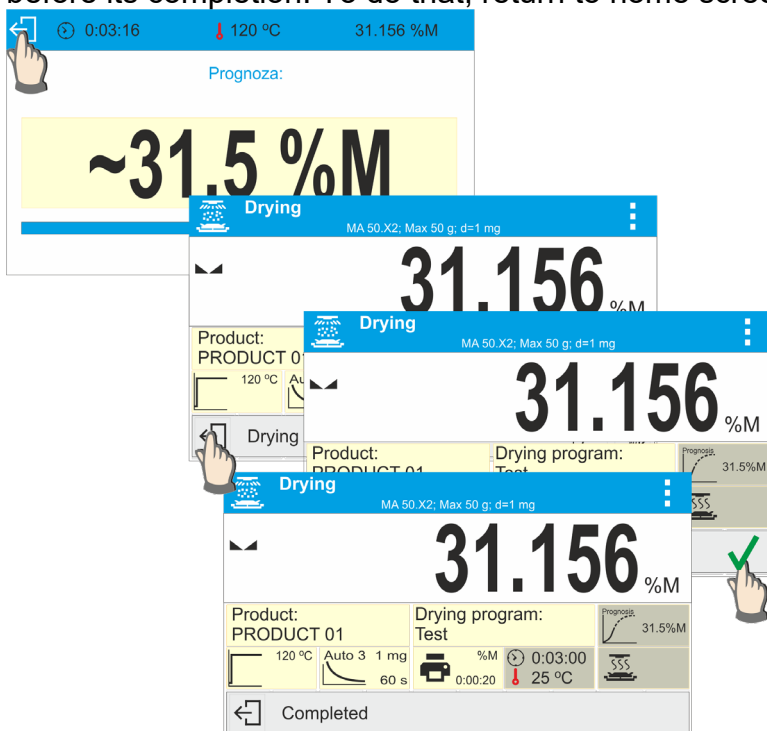 before its completion. To do that, return to home scree
0:03:16 120 ºC 31.156 %M
Prognoza:
~31.5 %M
Drying
MA 50.X2; Max 50 g; d=1 mg
31.156 %M
Product:
PRODUCT 01
120 ºC
Drying
Drying
MA 50.X2; Max 50 g; d=1 mg
31.156 %M
Product: Drying program: Prognosis
PRODUCT 01 Test 31.5%M
Drying
MA 50.X2; Max 50 g; d=1 mg
31.156 %M
Product: Drying program: Prognosis
PRODUCT 01 Test 31.5%M
120 ºC Auto 3 1 mg %M 0:03:00
60 s 0:00:20 25 ºC
Completed